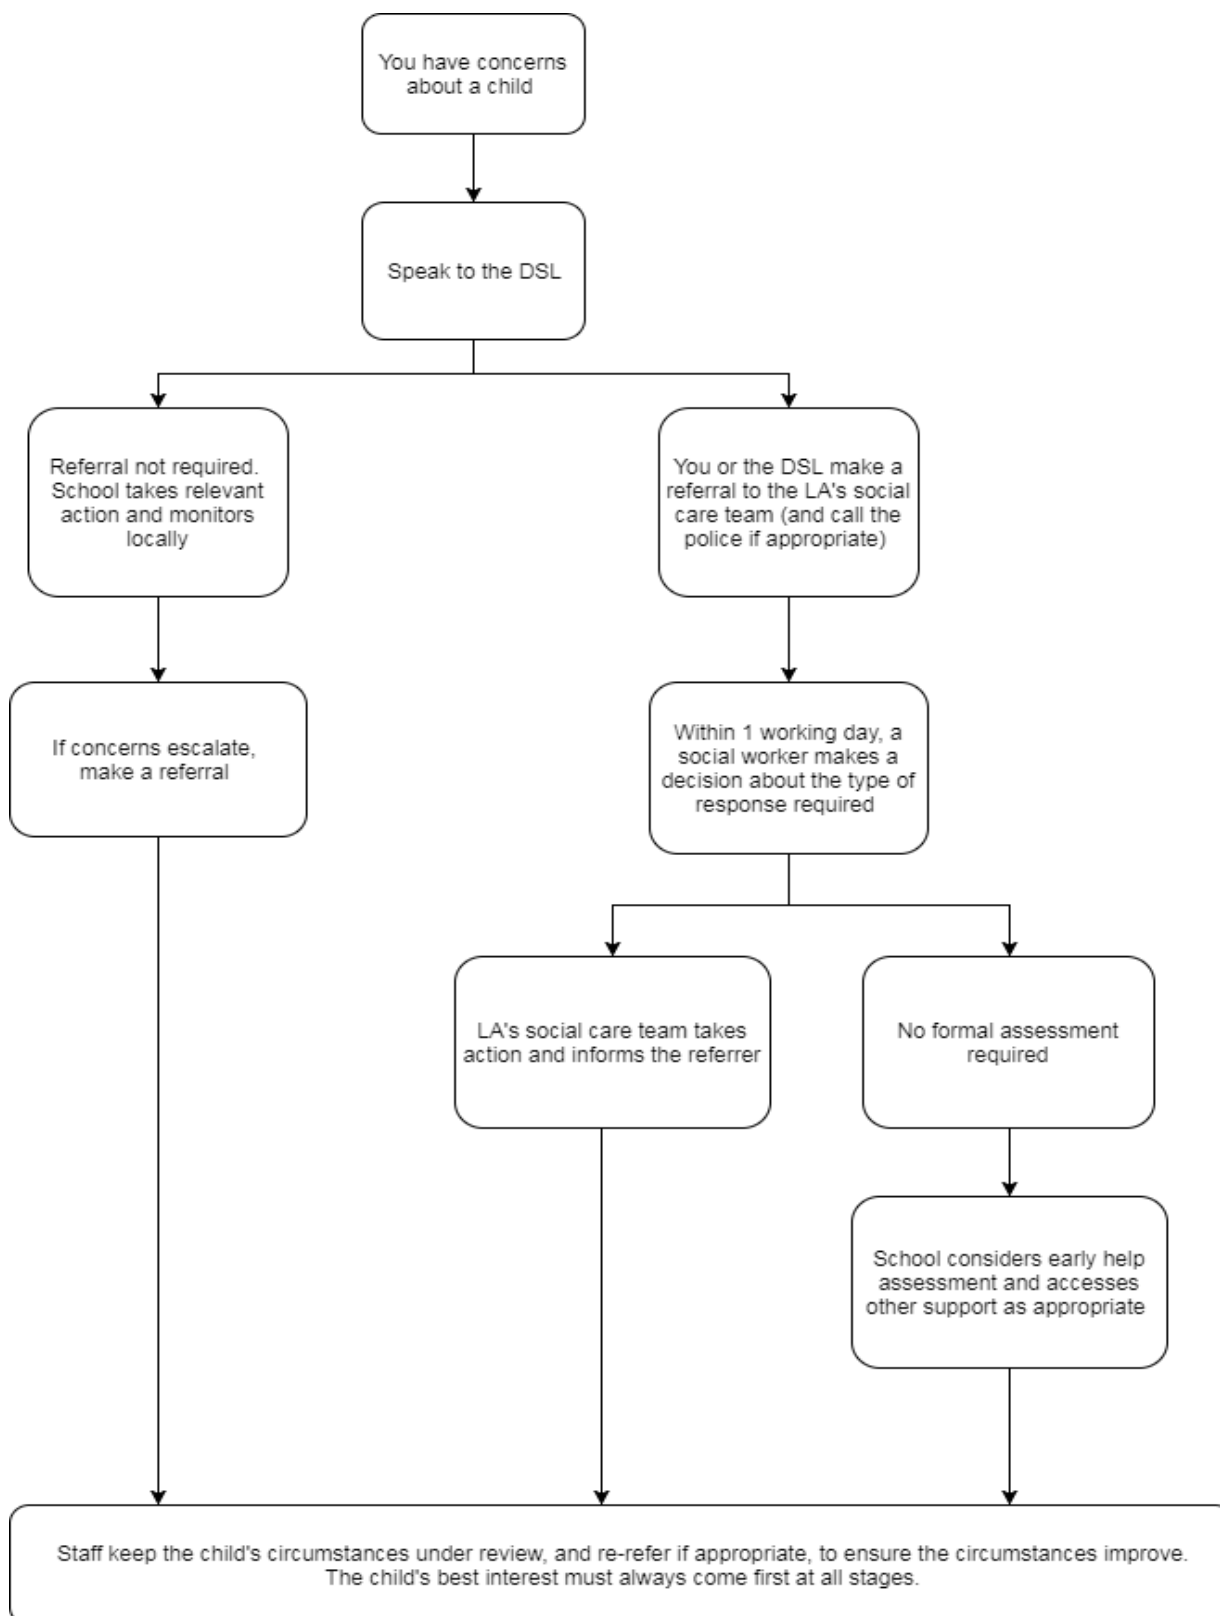 You have concerns
about a child
Speak to the DSL
Referral not required.
School takes relevant
action and monitors
locally
You or the DSL make a
referral to the LA's social
care team (and call the
police if appropriate)
If concerns escalate,
make a referral
Within 1 working day, a
social worker makes a
decision about the type of
response required
LA's social care team takes
action and informs the referrer
No formal assessment
required
School considers early help
assessment and accesses
other support as appropriate
Staff keep the child's circumstances under review, and re-refer if appropriate, to ensure the circumstances improve.
The child's best interest must always come first at all stages.